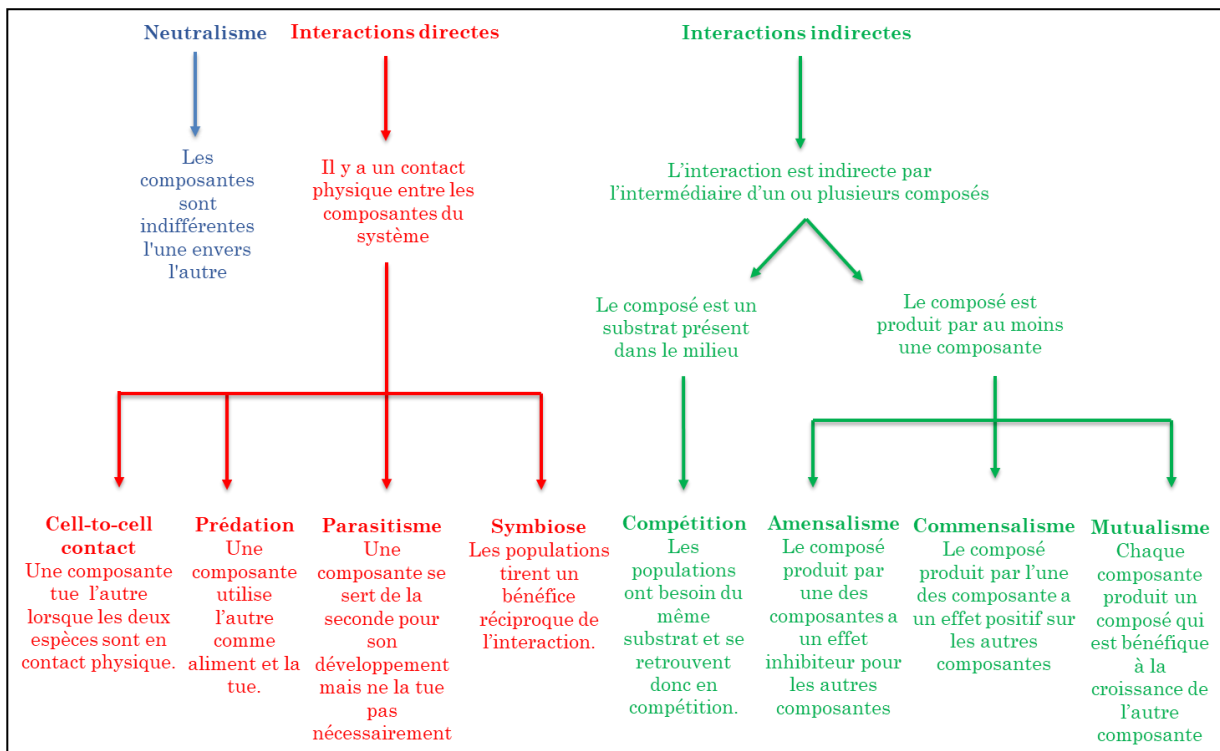 Neutralisme
Interactions directes
Interactions indirectes
Les
composantes
sont
indifférentes
l'une envers
l'autre
Il y a un contact
physique entre les
composantes du
système
L'interaction est indirecte par
l'intermédiaire d'un ou plusieurs composés
Le composé est un
substrat présent
dans le milieu
Le composé est
produit par au moins
une composante
Cell-to-cell
contact
Une composante
tue l'autre
lorsque les deux
espèces sont en
contact physique.
Prédation
Une
composante
utilise
l'autre
comme
aliment et la
tue.
Parasitisme
Une
composante se
sert de la
seconde pour
son
développement
mais ne la tue
pas
nécessairement
Symbiose
Les populations
tirent un
bénéfice
réciproque de
l'interaction.
Compétition
Les
populations
ont besoin du
même
substrat et se
retrouvent
donc en
compétition.
Amensalisme
Le composé
produit par
une des
composantes a
un effet
inhibiteur pour
les autres
composantes
Commensalisme
Le composé
produit par l'une
des composante a
un effet positif sur
les autres
composantes
Mutualisme
Chaque
composante
produit un
composé qui
est bénéfique
à la
croissance de
l'autre
composante